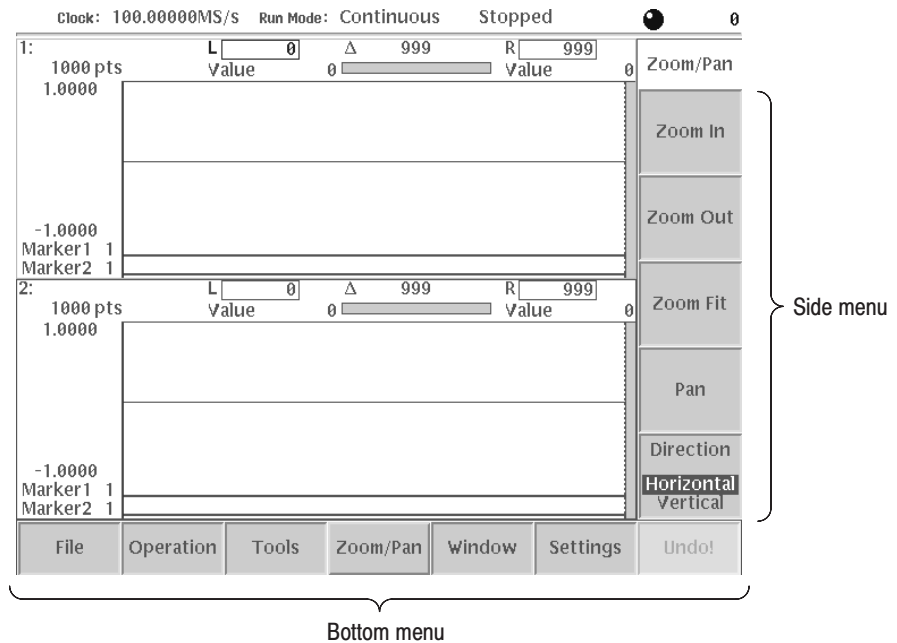 Clock: 100.00000MS/s Run Mode: Continuous Stopped 0
1: L 0 Δ 999 R 999
1000 pts Value 0 Value 0
1.0000
-1.0000
Marker1 1
Marker2 1
2: L 0 Δ 999 R 999
1000 pts Value 0 Value 0
1.0000
-1.0000
Marker1 1
Marker2 1
Zoom/Pan
Zoom In
Zoom Out
Zoom Fit
Pan
Direction
Horizontal
Vertical
Side menu
File Operation Tools Zoom/Pan Window Settings Undo!
Bottom menu